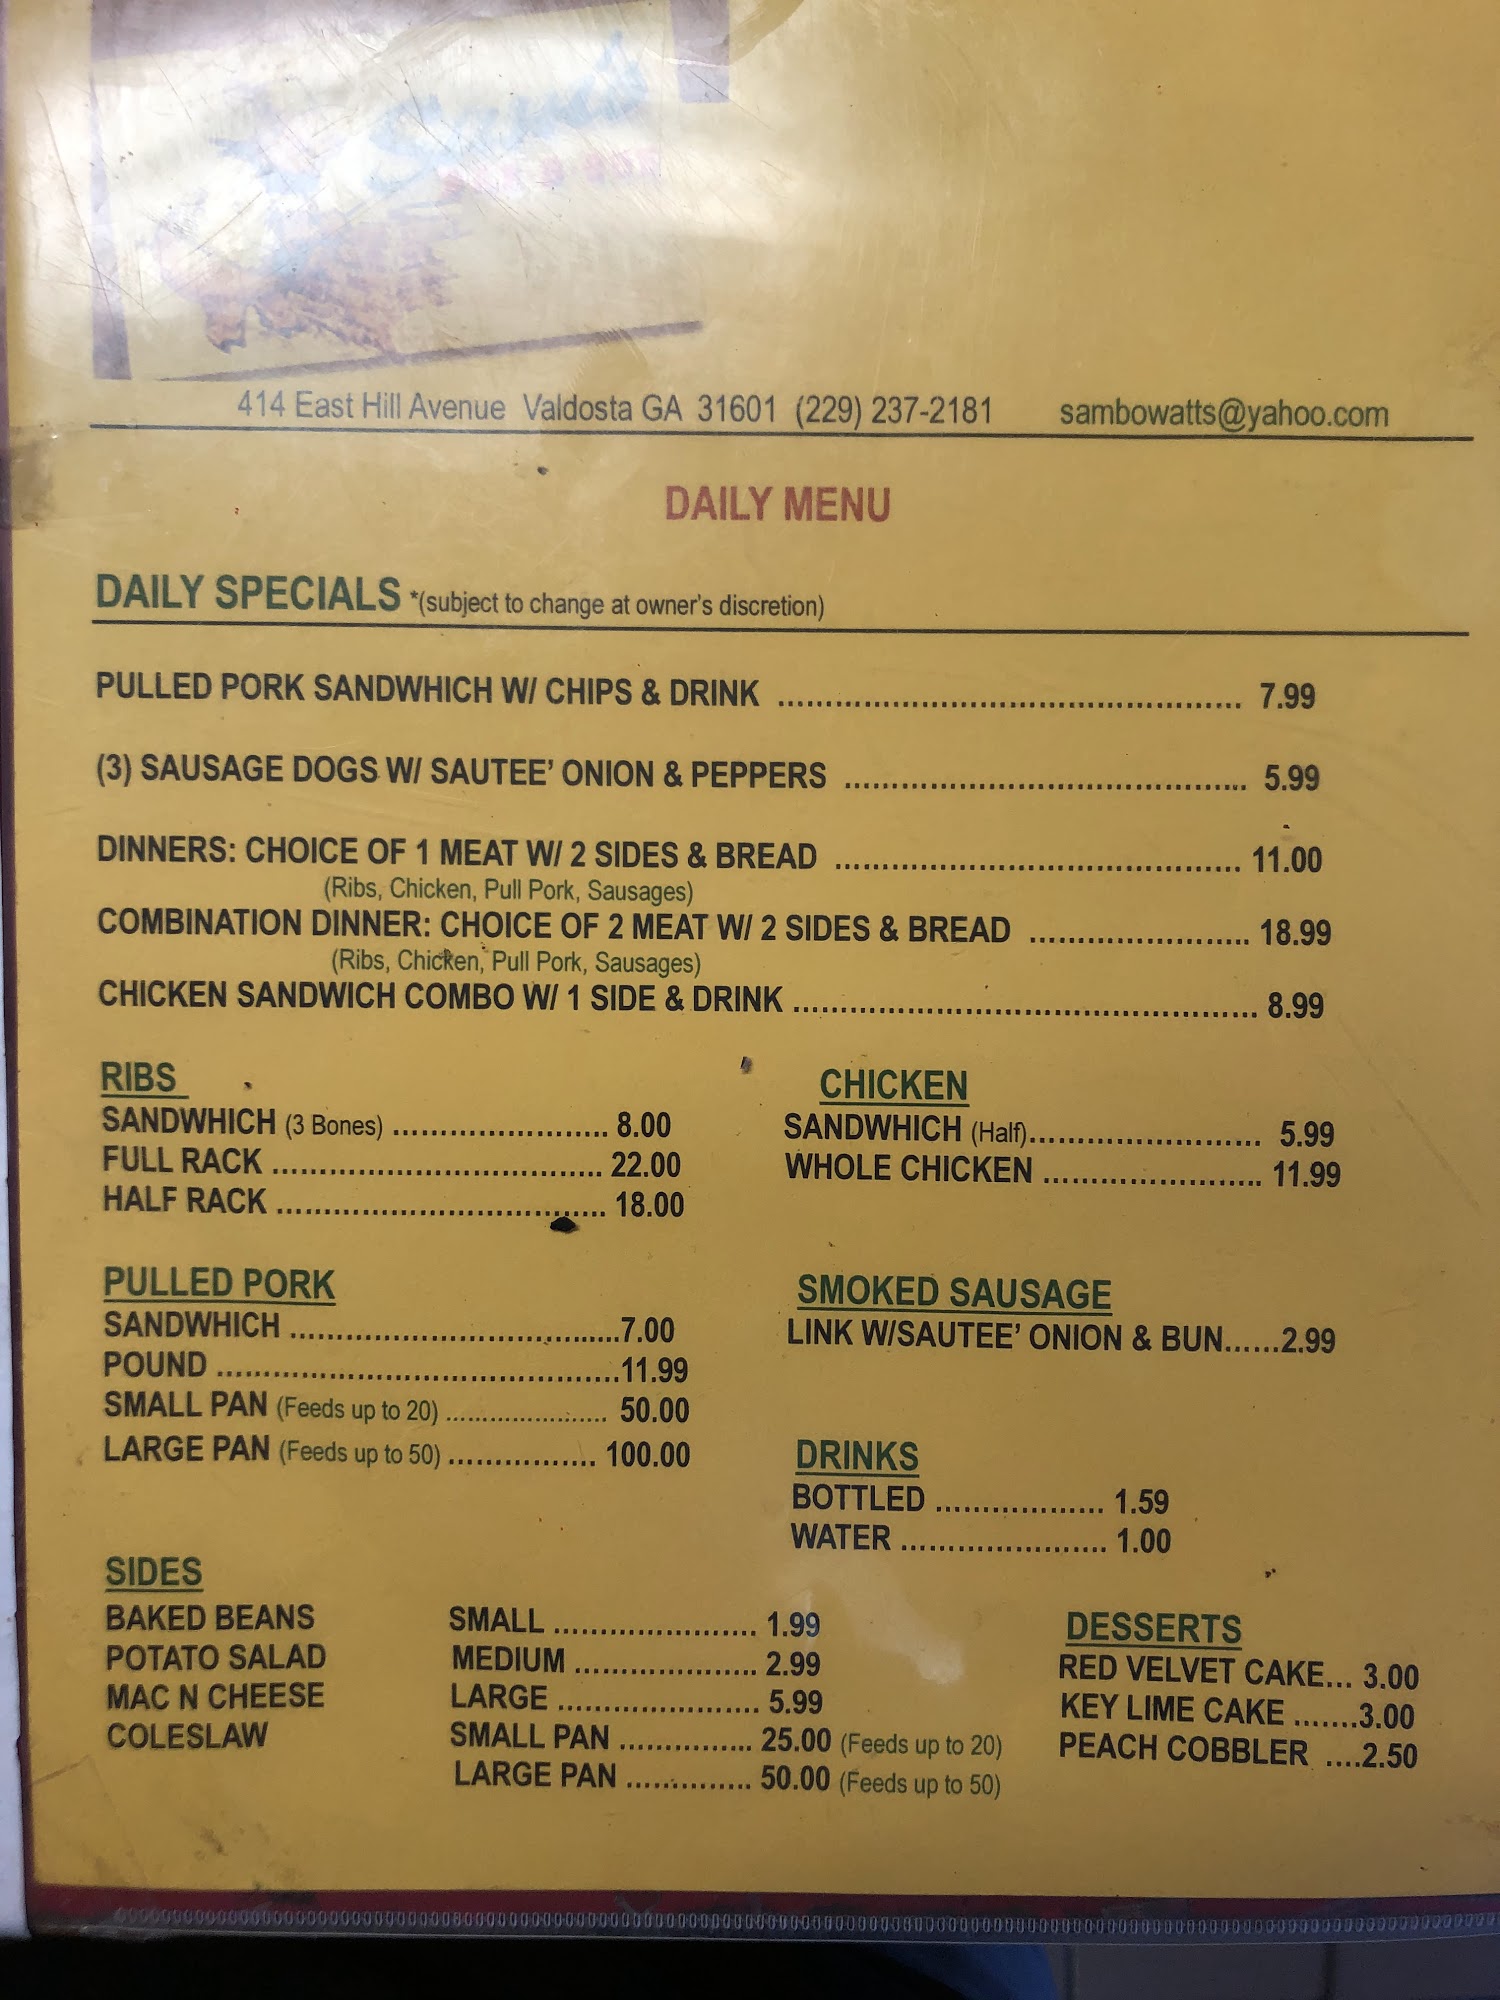 414 East Hill Avenue Valdosta GA 31601 (229) 237-2181 sambowatts@yahoo.com
DAILY MENU
DAILY SPECIALS *(subject to change at owner's discretion)
PULLED PORK SANDWHICH W/ CHIPS & DRINK ........ 7.99
(3) SAUSAGE DOGS W/ SAUTEE' ONION & PEPPERS ........ 5.99
DINNERS: CHOICE OF 1 MEAT W/ 2 SIDES & BREAD ........ 11.00
(Ribs, Chicken, Pull Pork, Sausages)
COMBINATION DINNER: CHOICE OF 2 MEAT W/ 2 SIDES & BREAD ........ 18.99
(Ribs, Chicken, Pull Pork, Sausages)
CHICKEN SANDWICH COMBO W/ 1 SIDE & DRINK ........ 8.99
RIBS
SANDWHICH (3 Bones) ........ 8.00
FULL RACK ........ 22.00
HALF RACK ........ 18.00
CHICKEN
SANDWHICH (Half)........ 5.99
WHOLE CHICKEN ........ 11.99
PULLED PORK
SANDWHICH ........7.00
POUND ........11.99
SMALL PAN (Feeds up to 20) ........ 50.00
LARGE PAN (Feeds up to 50) ........ 100.00
SMOKED SAUSAGE
LINK W/SAUTEE' ONION & BUN......2.99
DRINKS
BOTTLED ........ 1.59
WATER ........ 1.00
SIDES
BAKED BEANS
POTATO SALAD
MAC N CHEESE
COLESLAW
SMALL ........ 1.99
MEDIUM ........ 2.99
LARGE ........ 5.99
SMALL PAN ........ 25.00 (Feeds up to 20)
LARGE PAN ........ 50.00 (Feeds up to 50)
DESSERTS
RED VELVET CAKE... 3.00
KEY LIME CAKE .......3.00
PEACH COBBLER ....2.50